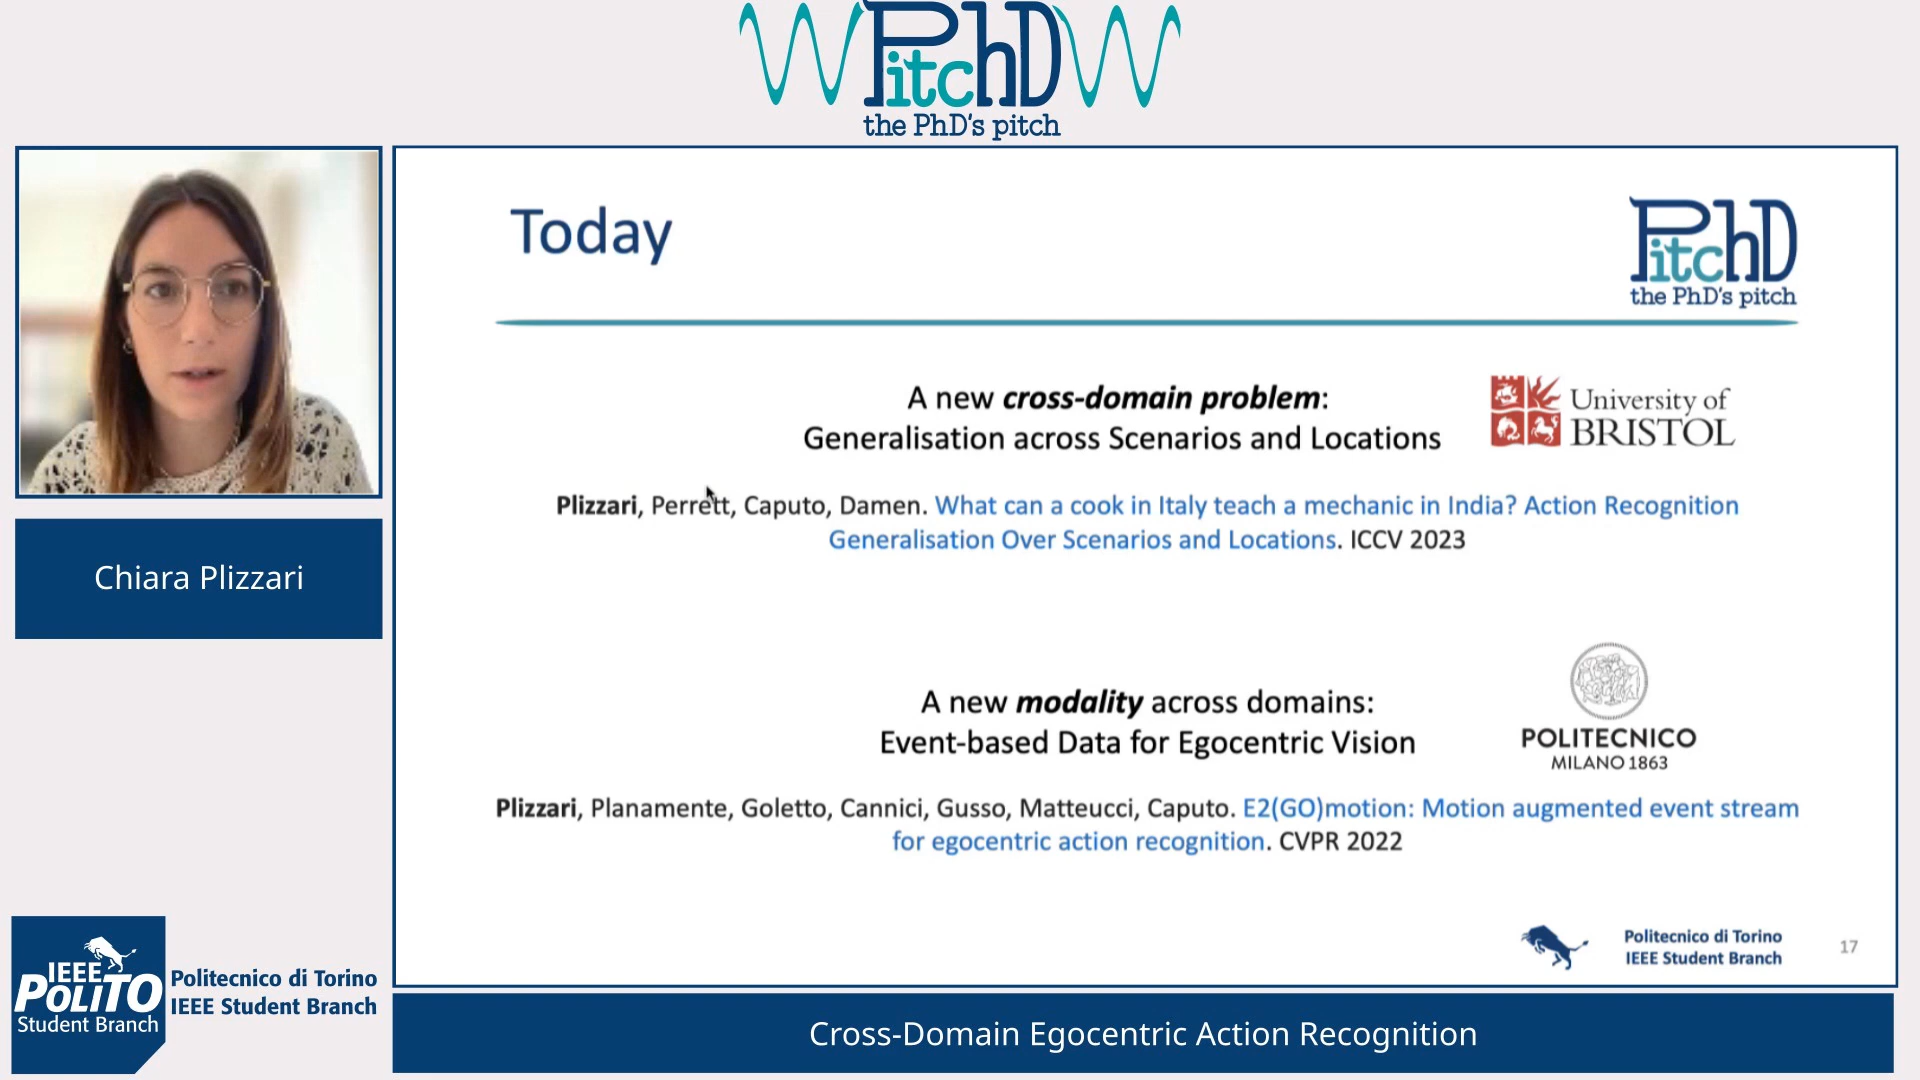 PitchD
the PhD's pitch
Today
PitchD
the PhD's pitch
A new cross-domain problem:
Generalisation across Scenarios and Locations
University of
BRISTOL
Plizzari, Perrett, Caputo, Damen. What can a cook in Italy teach a mechanic in India? Action Recognition
Generalisation Over Scenarios and Locations. ICCV 2023
A new modality across domains:
Event-based Data for Egocentric Vision
POLITECNICO
MILANO 1863
Plizzari, Planamente, Goletto, Cannici, Gusso, Matteucci, Caputo. E2(GO)motion: Motion augmented event stream
for egocentric action recognition. CVPR 2022
Politecnico di Torino
IEEE Student Branch
17
Chiara Plizzari
IEEE
POLITO
Student Branch
Politecnico di Torino
IEEE Student Branch
Cross-Domain Egocentric Action Recognition